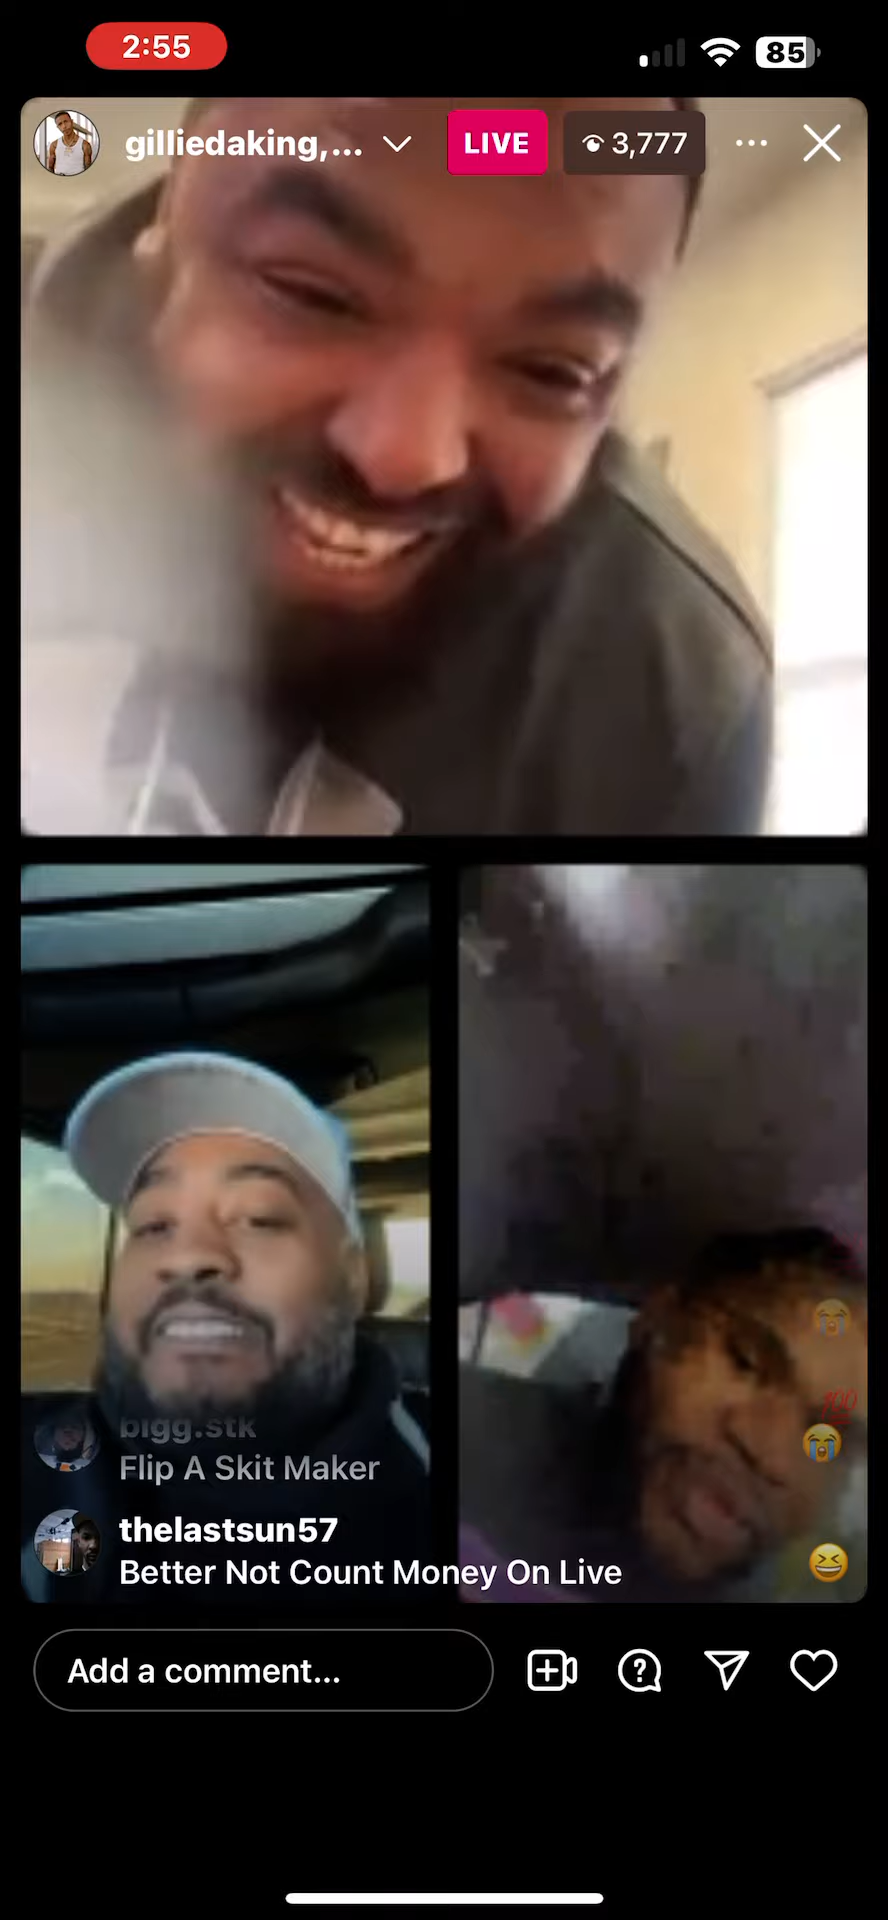 2:55
85
gilliedaking,...
LIVE
3,777
bigg.stk
Flip A Skit Maker
thelastsun57
Better Not Count Money On Live
Add a comment...